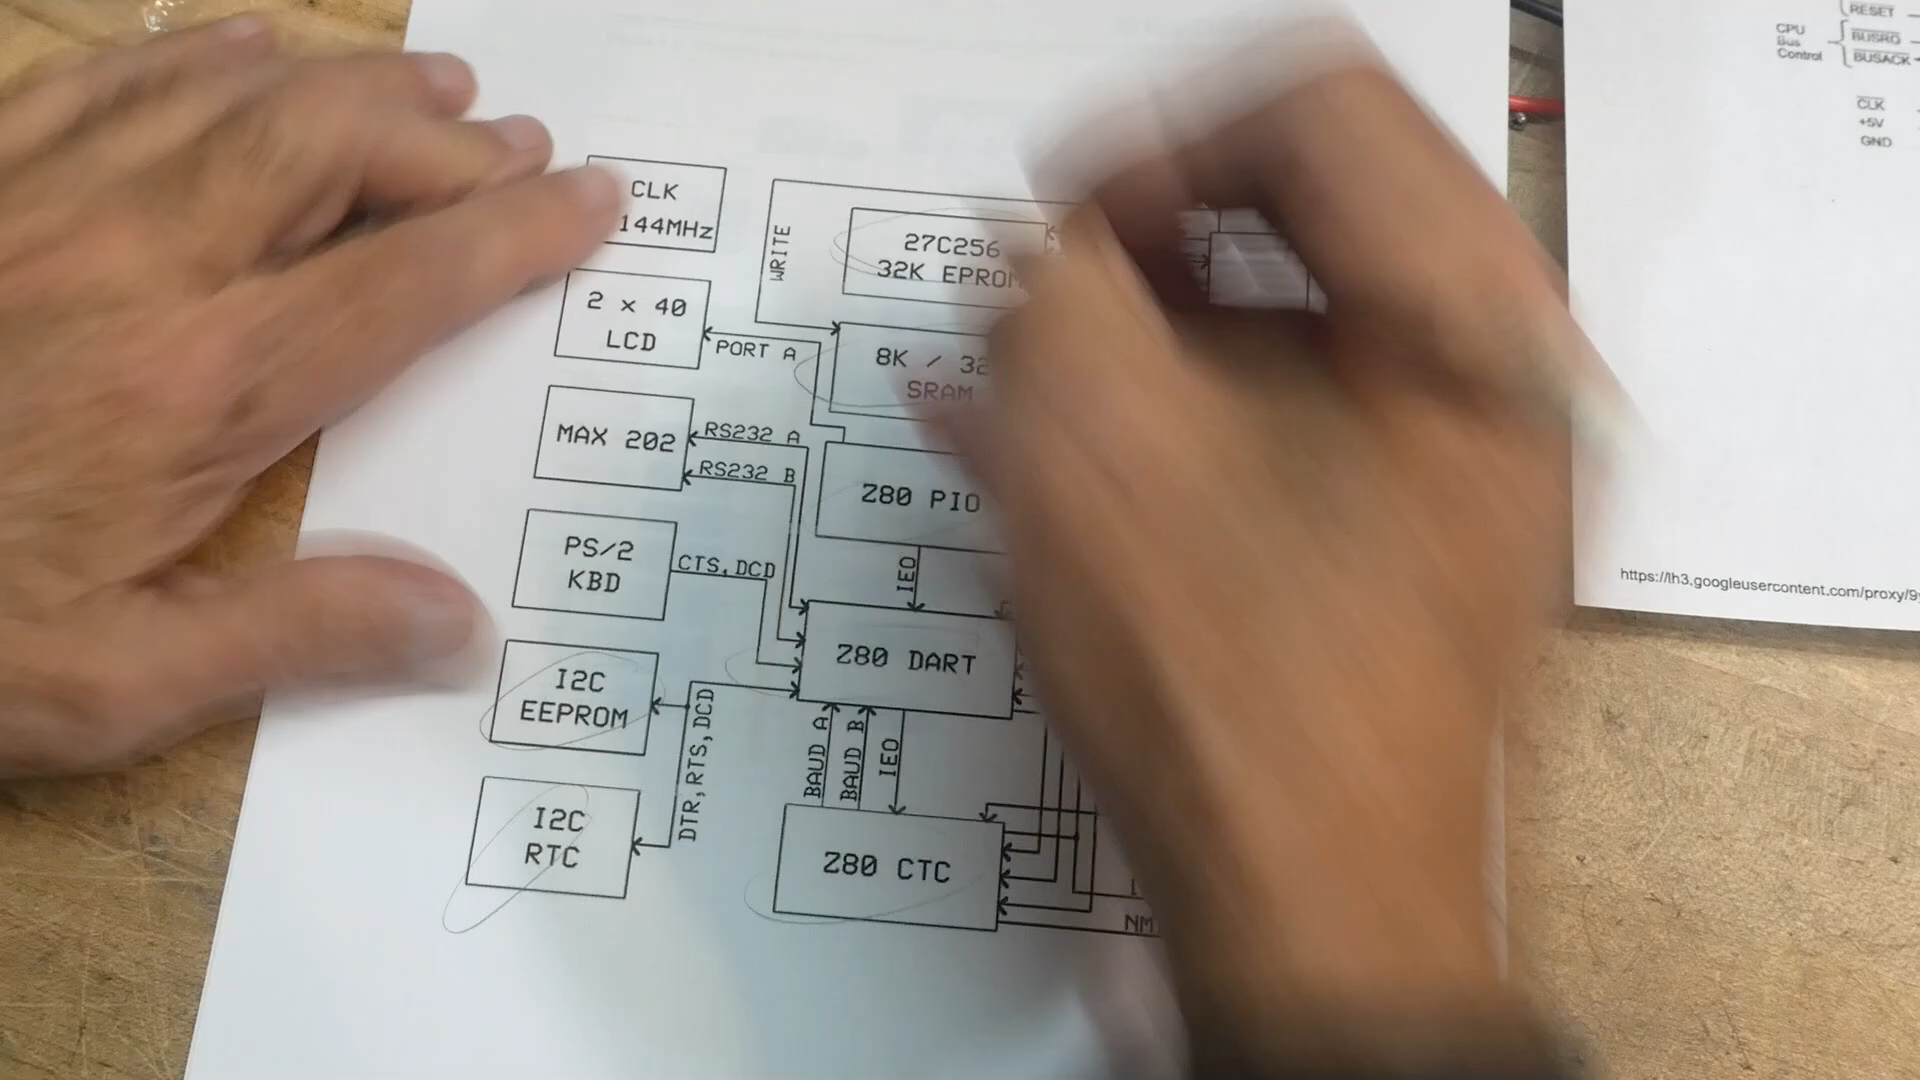 CLK
144MHz
2 x 40
LCD
MAX 202
PS/2
KBD
I2C
EEPROM
I2C
RTC
WRITE
PORT A
RS232 A
RS232 B
CTS,DCD
DTR,RTS,DCD
27C256
32K
8K /
SRAM
Z80 PIO
IEO
Z80 DART
BAUD A
BAUD B
IEO
Z80 CTC
RESET
CPU
Bus
Control
BUSRQ
BUSACK
CLK
+5V
GND
https://lh3.googleusercontent.com/proxy/9